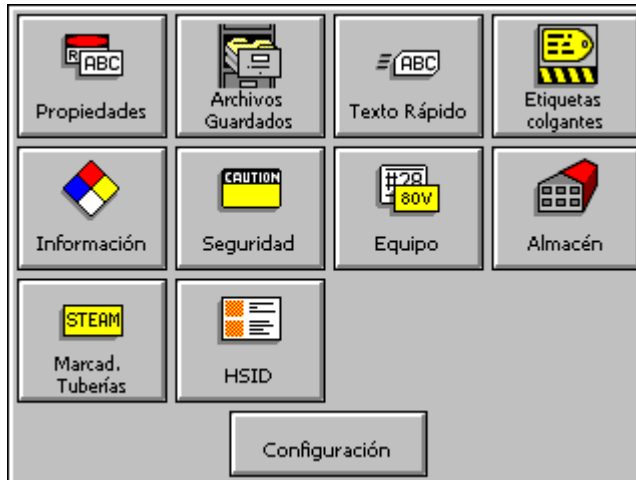 R
ABC
Propiedades
Archivos
Guardados
ABC
Texto Rápido
Etiquetas
colgantes
Información
CAUTION
Seguridad
#28
80V
Equipo
Almacén
STEAM
Marcad.
Tuberías
HSID
Configuración